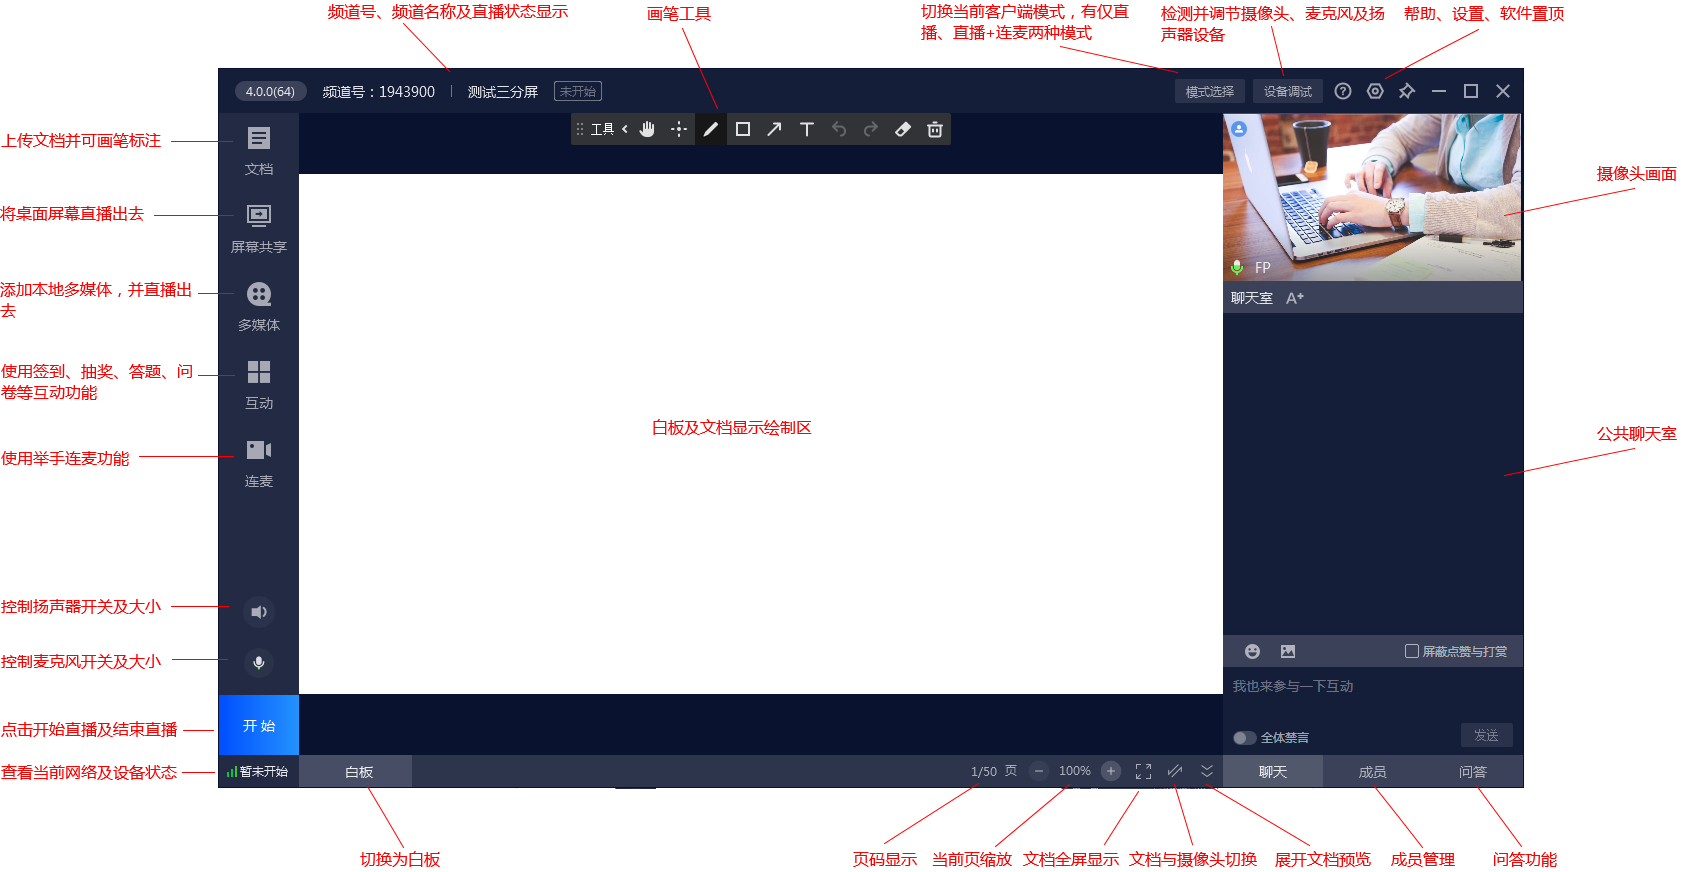 频道号、频道名称及直播状态显示
画笔工具
切换当前客户端模式，有仅直
播、直播+连麦两种模式
检测并调节摄像头、麦克风及扬
声器设备
帮助、设置、软件置顶
4.0.0(64)
频道号：1943900
测试三分屏
未开始
模式选择
设备调试
工具
上传文档并可画笔标注
文档
将桌面屏幕直播出去
屏幕共享
添加本地多媒体，并直播出
去
多媒体
使用签到、抽奖、答题、问
卷等互动功能
互动
使用举手连麦功能
连麦
控制扬声器开关及大小
控制麦克风开关及大小
点击开始直播及结束直播
开 始
查看当前网络及设备状态
暂未开始
白板及文档显示绘制区
摄像头画面
FP
聊天室 A+
公共聊天室
屏蔽点赞与打赏
我也来参与一下互动
全体禁言
发送
白板
1/50 页
100%
聊天
成员
问答
切换为白板
页码显示
当前页缩放
文档全屏显示
文档与摄像头切换
展开文档预览
成员管理
问答功能